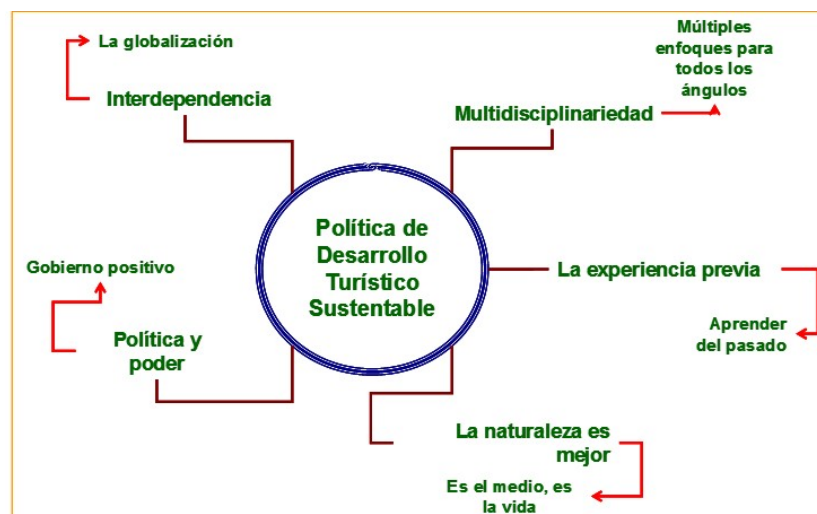 La globalización
Interdependencia
Múltiples
enfoques para
todos los
ángulos
Multidisciplinariedad
Política de
Desarrollo
Turístico
Sustentable
Gobierno positivo
Política y
poder
La experiencia previa
Aprender
del pasado
La naturaleza es
mejor
Es el medio, es
la vida